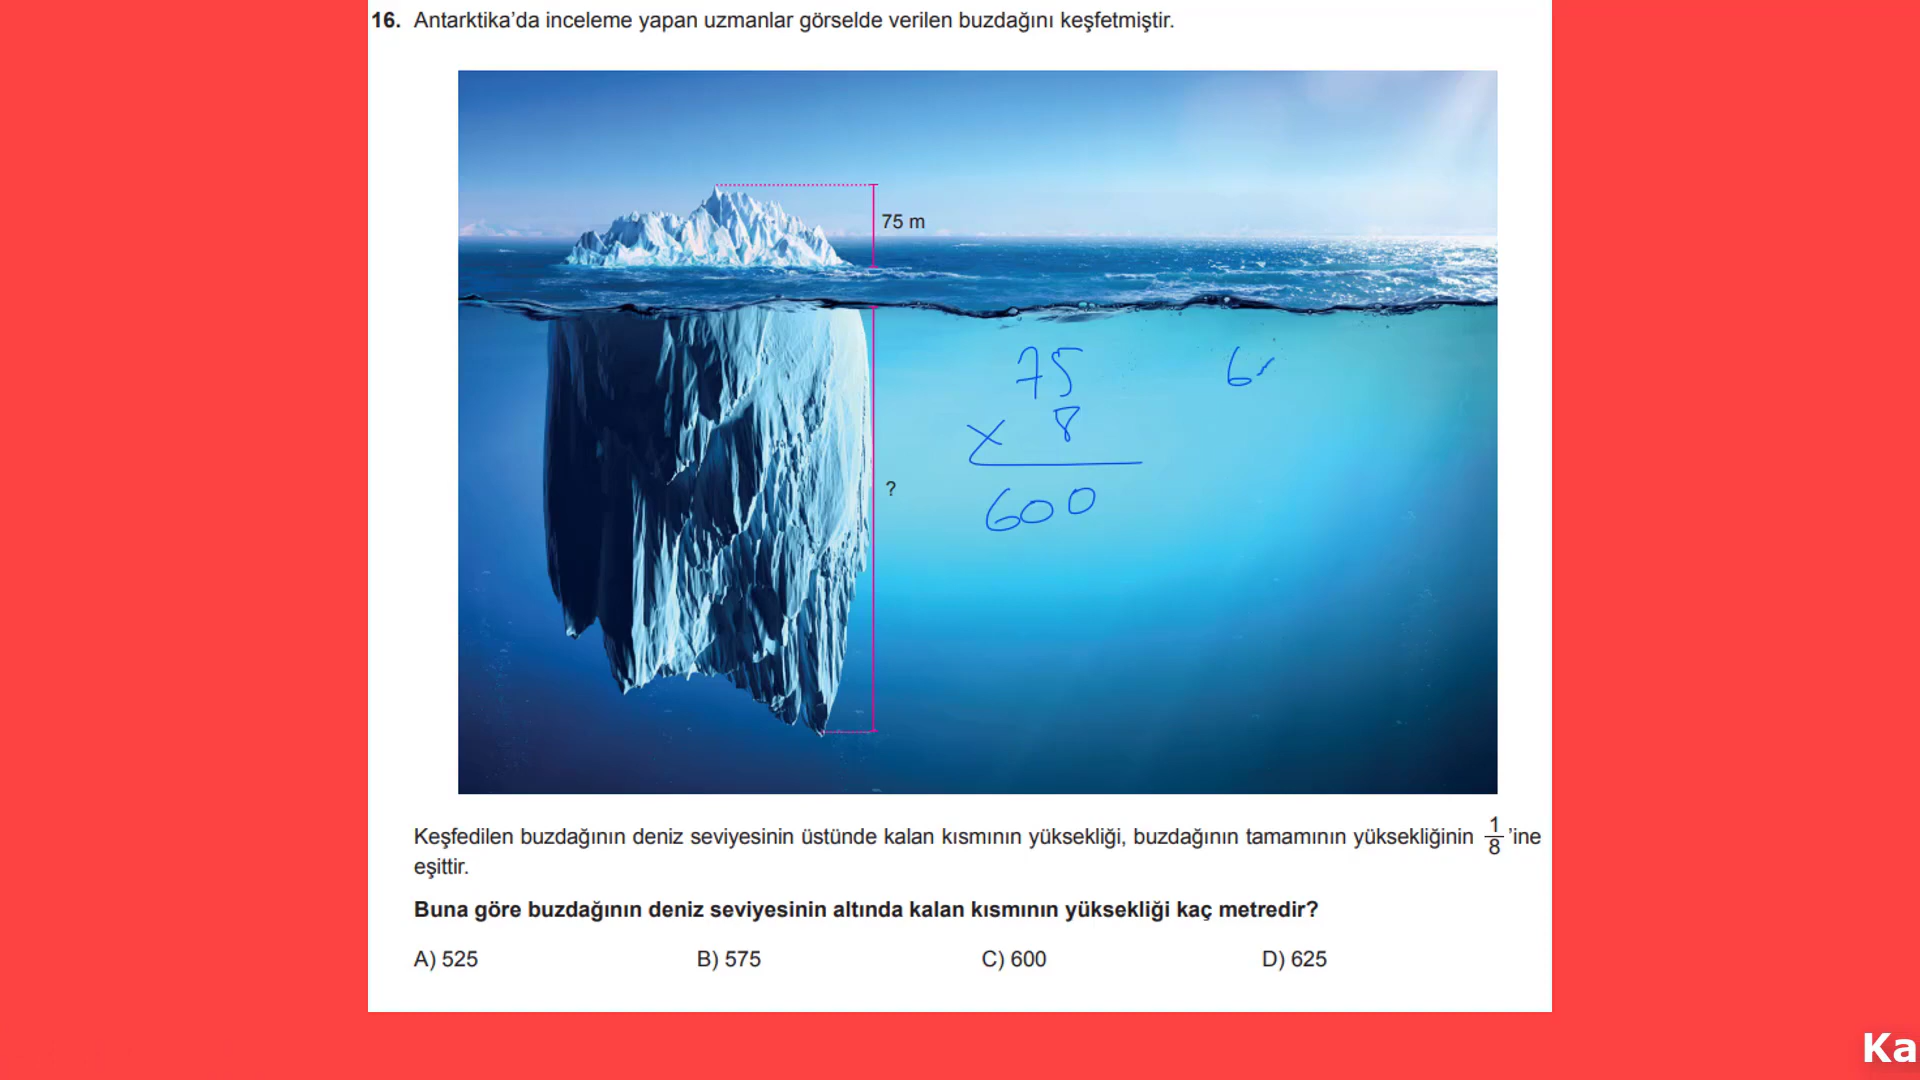 16. Antarktika’da inceleme yapan uzmanlar görselde verilen buzdağını keşfetmiştir.
75 m
75
x 8
600
6
?
Keşfedilen buzdağının deniz seviyesinin üstünde kalan kısmının yüksekliği, buzdağının tamamının yüksekliğinin 1/8 ’ine
eşittir.
Buna göre buzdağının deniz seviyesinin altında kalan kısmının yüksekliği kaç metredir?
A) 525 B) 575 C) 600 D) 625
Ka